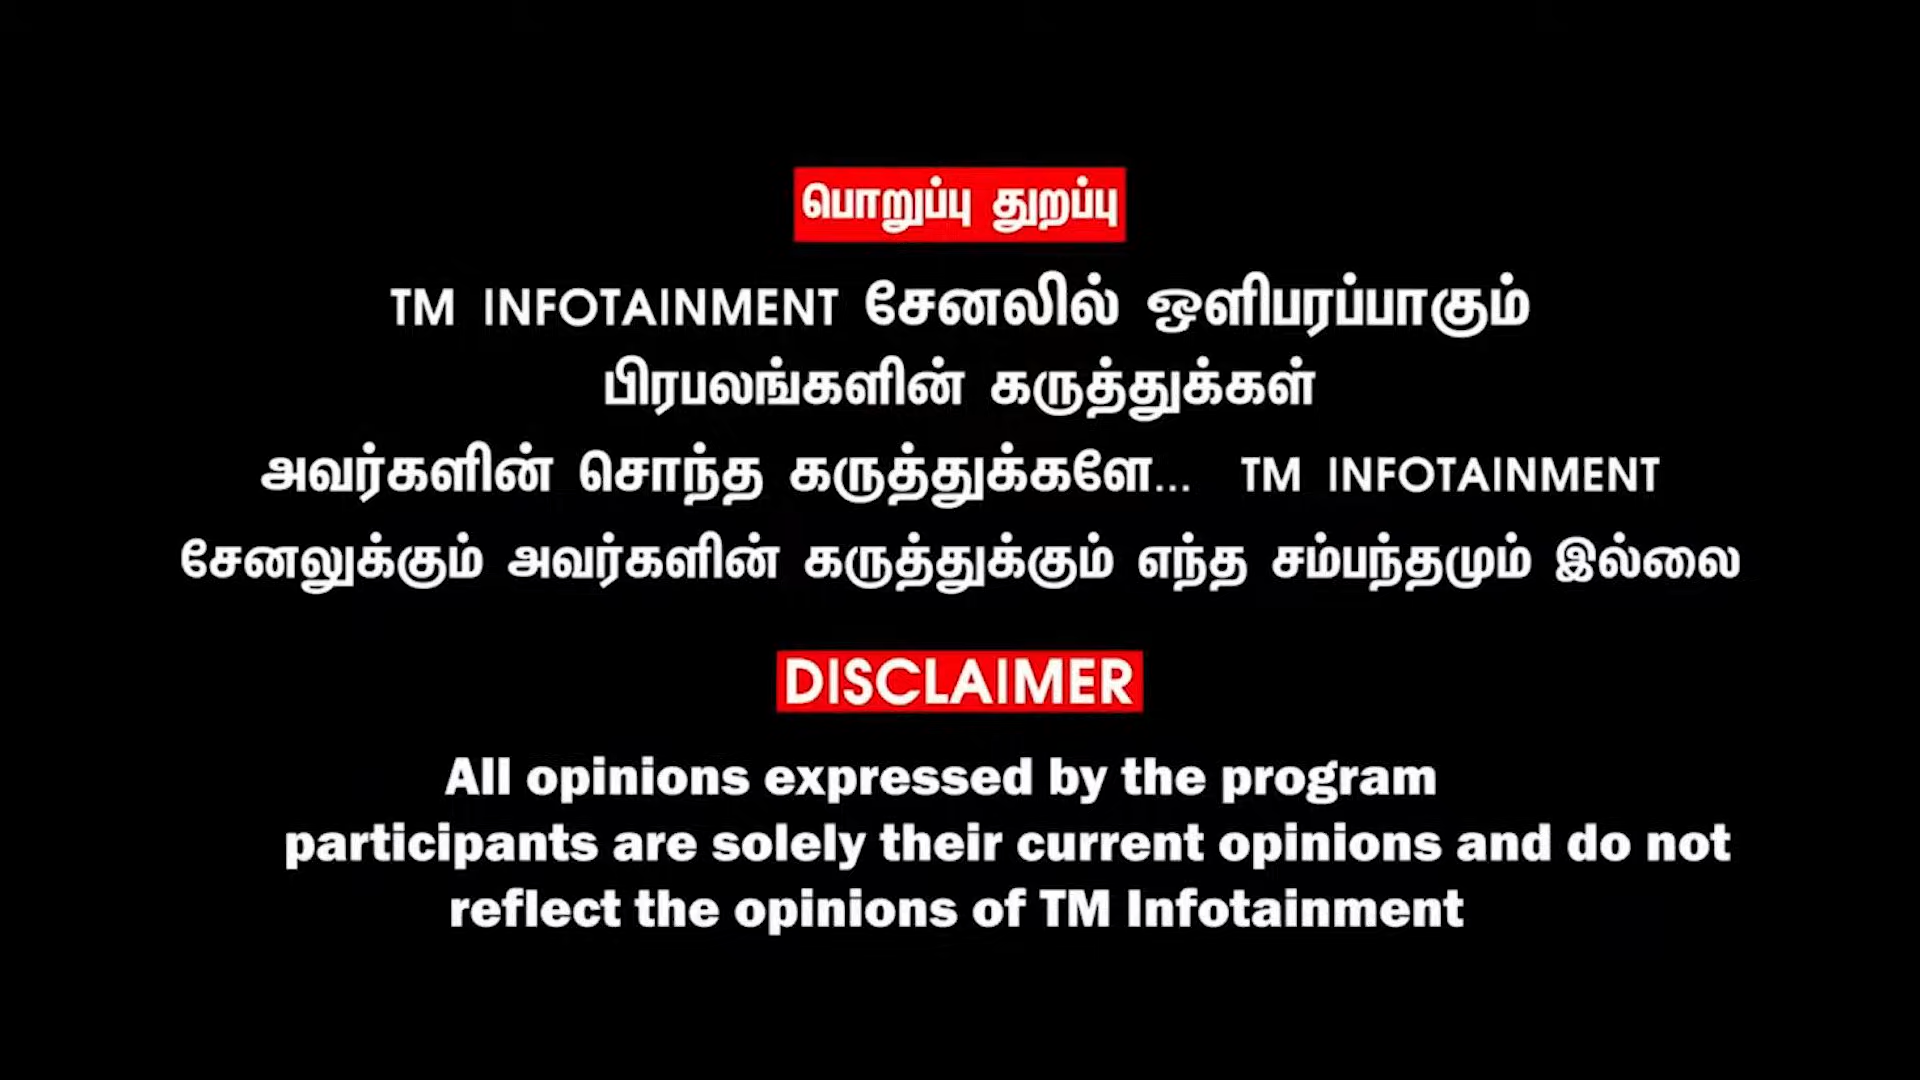 பொறுப்பு துறப்பு
TM INFOTAINMENT சேனலில் ஒளிபரப்பாகும்
பிரபலங்களின் கருத்துக்கள்
அவர்களின் சொந்த கருத்துக்களே... TM INFOTAINMENT
சேனலுக்கும் அவர்களின் கருத்துக்கும் எந்த சம்பந்தமும் இல்லை
DISCLAIMER
All opinions expressed by the program
participants are solely their current opinions and do not
reflect the opinions of TM Infotainment